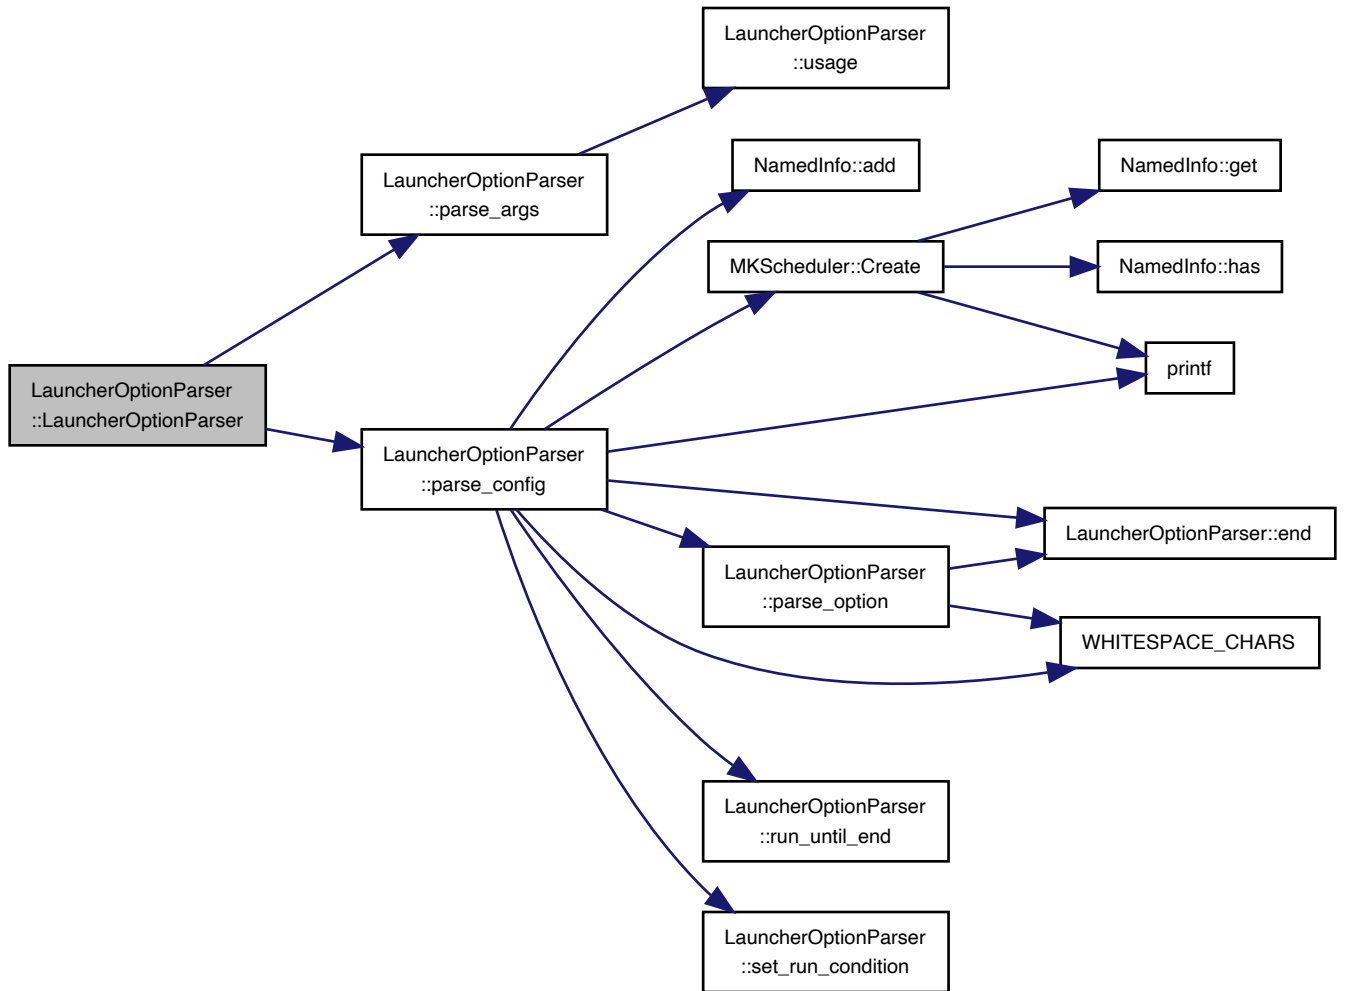 LauncherOptionParser
::usage
NamedInfo::add
NamedInfo::get
LauncherOptionParser
::parse_args
MKScheduler::Create
NamedInfo::has
printf
LauncherOptionParser
::LauncherOptionParser
LauncherOptionParser
::parse_config
LauncherOptionParser::end
LauncherOptionParser
::parse_option
WHITESPACE_CHARS
LauncherOptionParser
::run_until_end
LauncherOptionParser
::set_run_condition